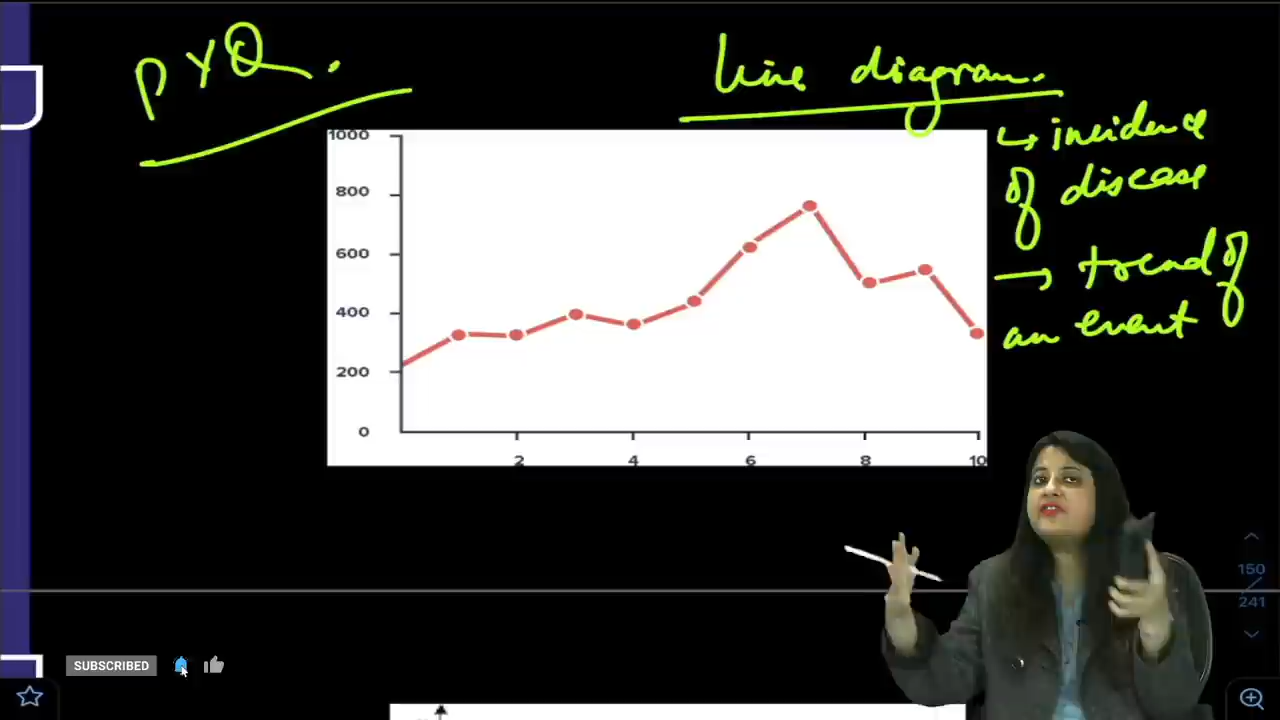 PYQ.
line diagram.
↳ incidence
of disease
→ trend of
an event
1000
800
600
400
200
0
2 4 6 8 10
150
241
SUBSCRIBED